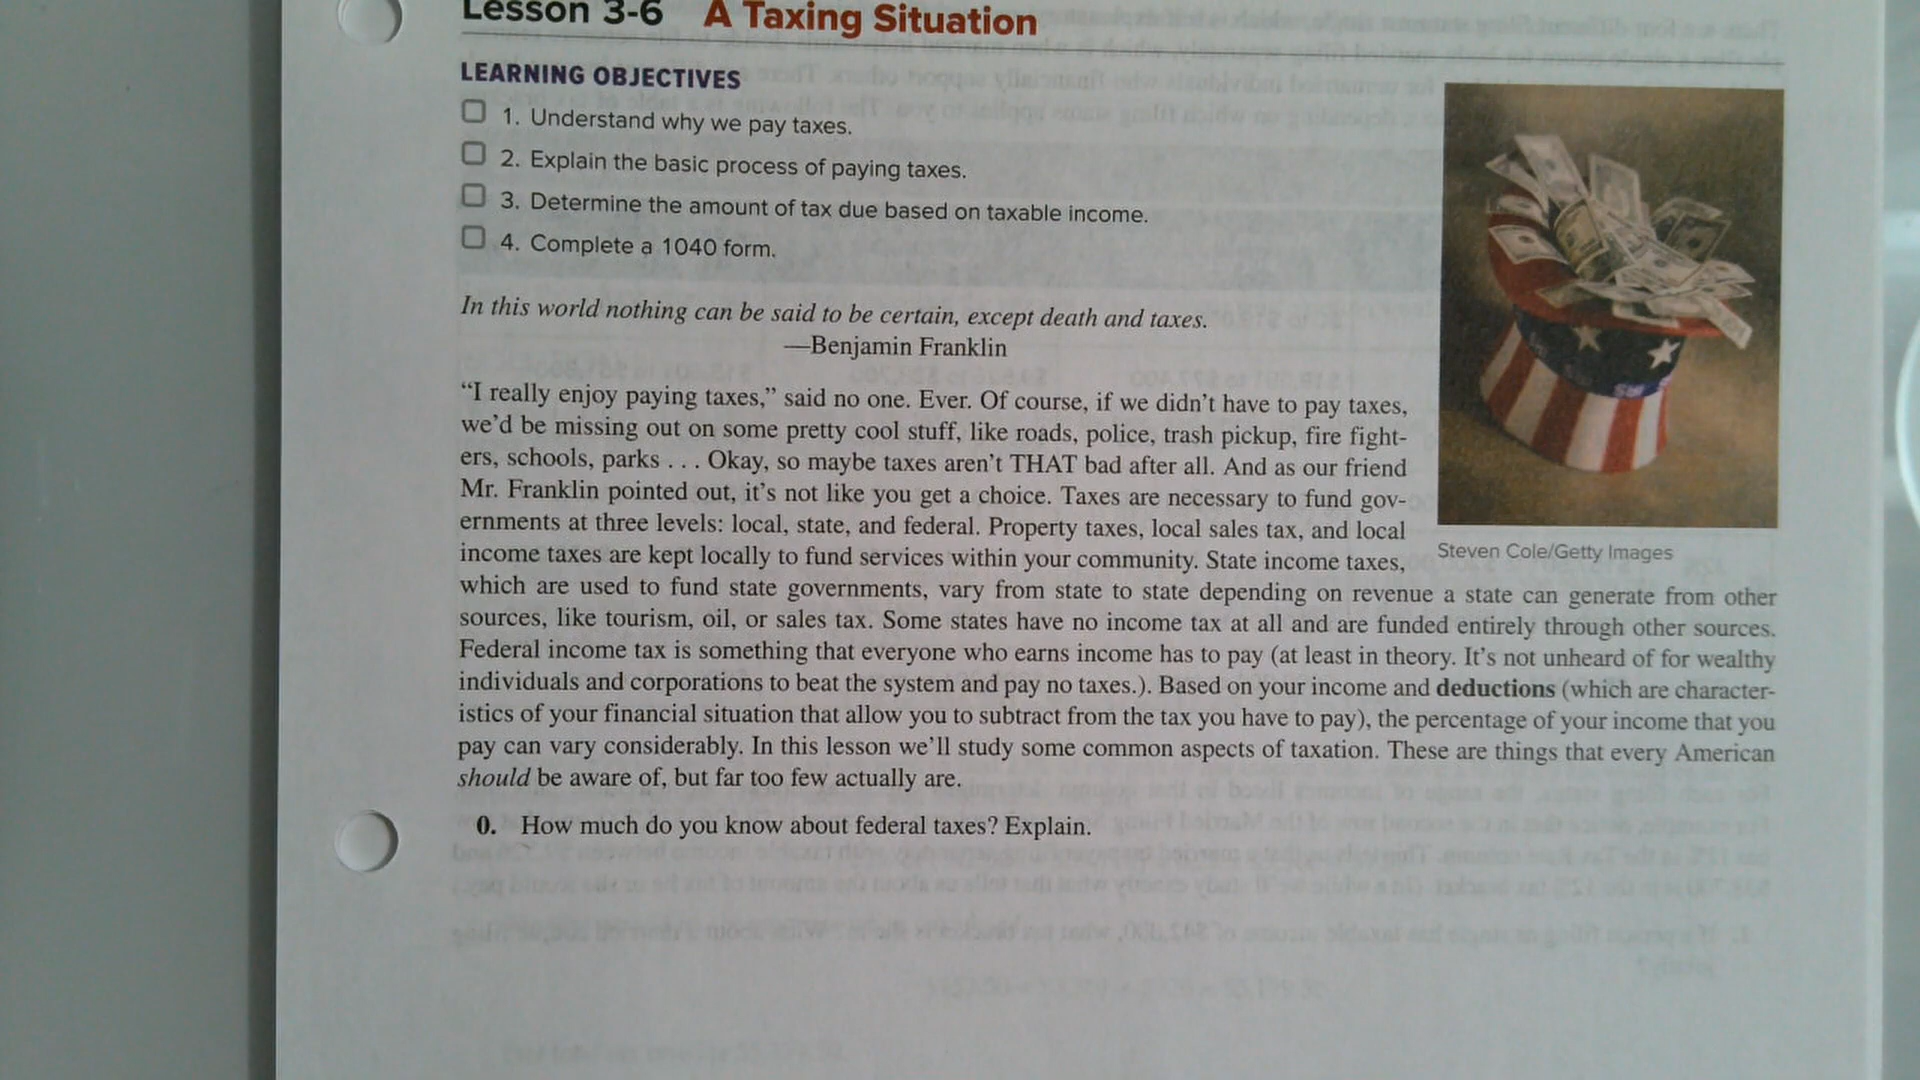 Lesson 3-6 A Taxing Situation
LEARNING OBJECTIVES
1. Understand why we pay taxes.
2. Explain the basic process of paying taxes.
3. Determine the amount of tax due based on taxable income.
4. Complete a 1040 form.
In this world nothing can be said to be certain, except death and taxes.
—Benjamin Franklin
“I really enjoy paying taxes,” said no one. Ever. Of course, if we didn’t have to pay taxes,
we’d be missing out on some pretty cool stuff, like roads, police, trash pickup, fire fight-
ers, schools, parks . . . Okay, so maybe taxes aren’t THAT bad after all. And as our friend
Mr. Franklin pointed out, it’s not like you get a choice. Taxes are necessary to fund gov-
ernments at three levels: local, state, and federal. Property taxes, local sales tax, and local
income taxes are kept locally to fund services within your community. State income taxes,
Steven Cole/Getty Images
which are used to fund state governments, vary from state to state depending on revenue a state can generate from other
sources, like tourism, oil, or sales tax. Some states have no income tax at all and are funded entirely through other sources.
Federal income tax is something that everyone who earns income has to pay (at least in theory. It’s not unheard of for wealthy
individuals and corporations to beat the system and pay no taxes.). Based on your income and deductions (which are character-
istics of your financial situation that allow you to subtract from the tax you have to pay), the percentage of your income that you
pay can vary considerably. In this lesson we’ll study some common aspects of taxation. These are things that every American
should be aware of, but far too few actually are.
0. How much do you know about federal taxes? Explain.